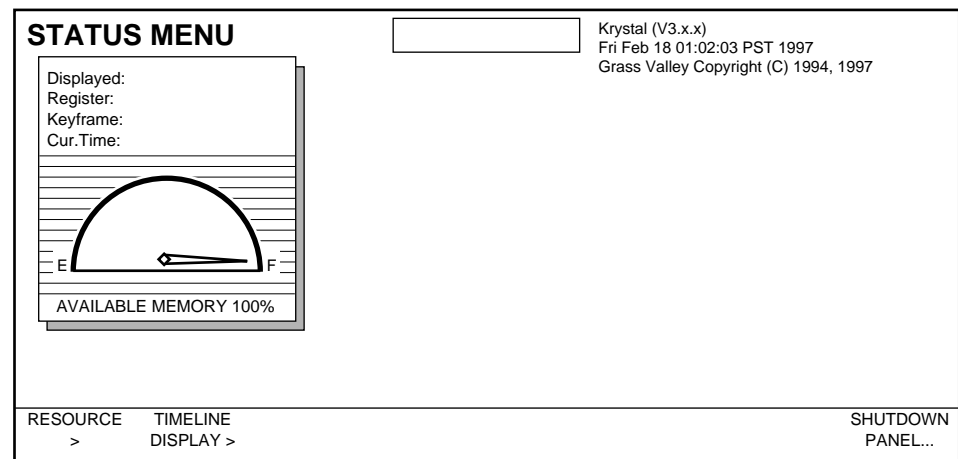 STATUS MENU
Krystal (V3.x.x)
Fri Feb 18 01:02:03 PST 1997
Grass Valley Copyright (C) 1994, 1997
Displayed:
Register:
Keyframe:
Cur.Time:
E F
AVAILABLE MEMORY 100%
RESOURCE TIMELINE SHUTDOWN
> DISPLAY > PANEL...